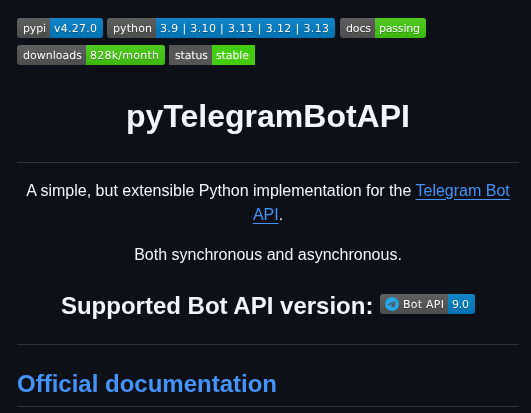 pypi v4.27.0 python 3.9 | 3.10 | 3.11 | 3.12 | 3.13 docs passing
downloads 828k/month status stable
pyTelegramBotAPI
A simple, but extensible Python implementation for the Telegram Bot
API.
Both synchronous and asynchronous.
Supported Bot API version: Bot API 9.0
Official documentation